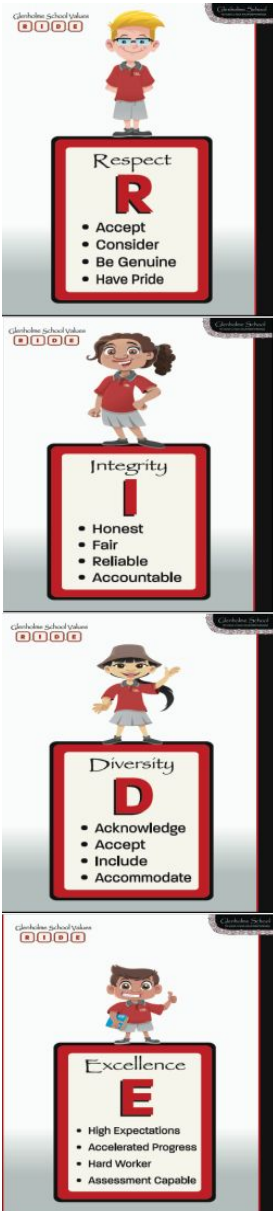 Glenholme School Values
R I D E
Glenholme School
Respect
R
• Accept
• Consider
• Be Genuine
• Have Pride
Glenholme School Values
R I D E
Glenholme School
Integrity
I
• Honest
• Fair
• Reliable
• Accountable
Glenholme School Values
R I D E
Glenholme School
Diversity
D
• Acknowledge
• Accept
• Include
• Accommodate
Glenholme School Values
R I D E
Glenholme School
Excellence
E
• High Expectations
• Accelerated Progress
• Hard Worker
• Assessment Capable